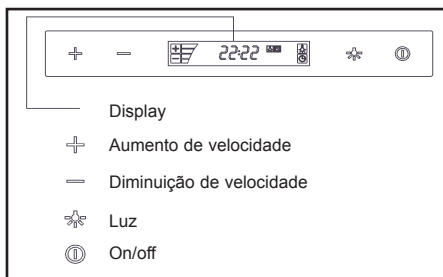 22:22
Display
Aumento de velocidade
Diminuição de velocidade
Luz
On/off